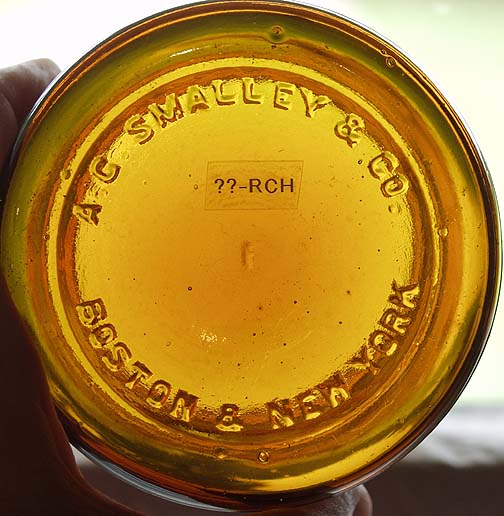 A.G. SMALLEY & CO.
??-RCH
BOSTON & NEW YORK